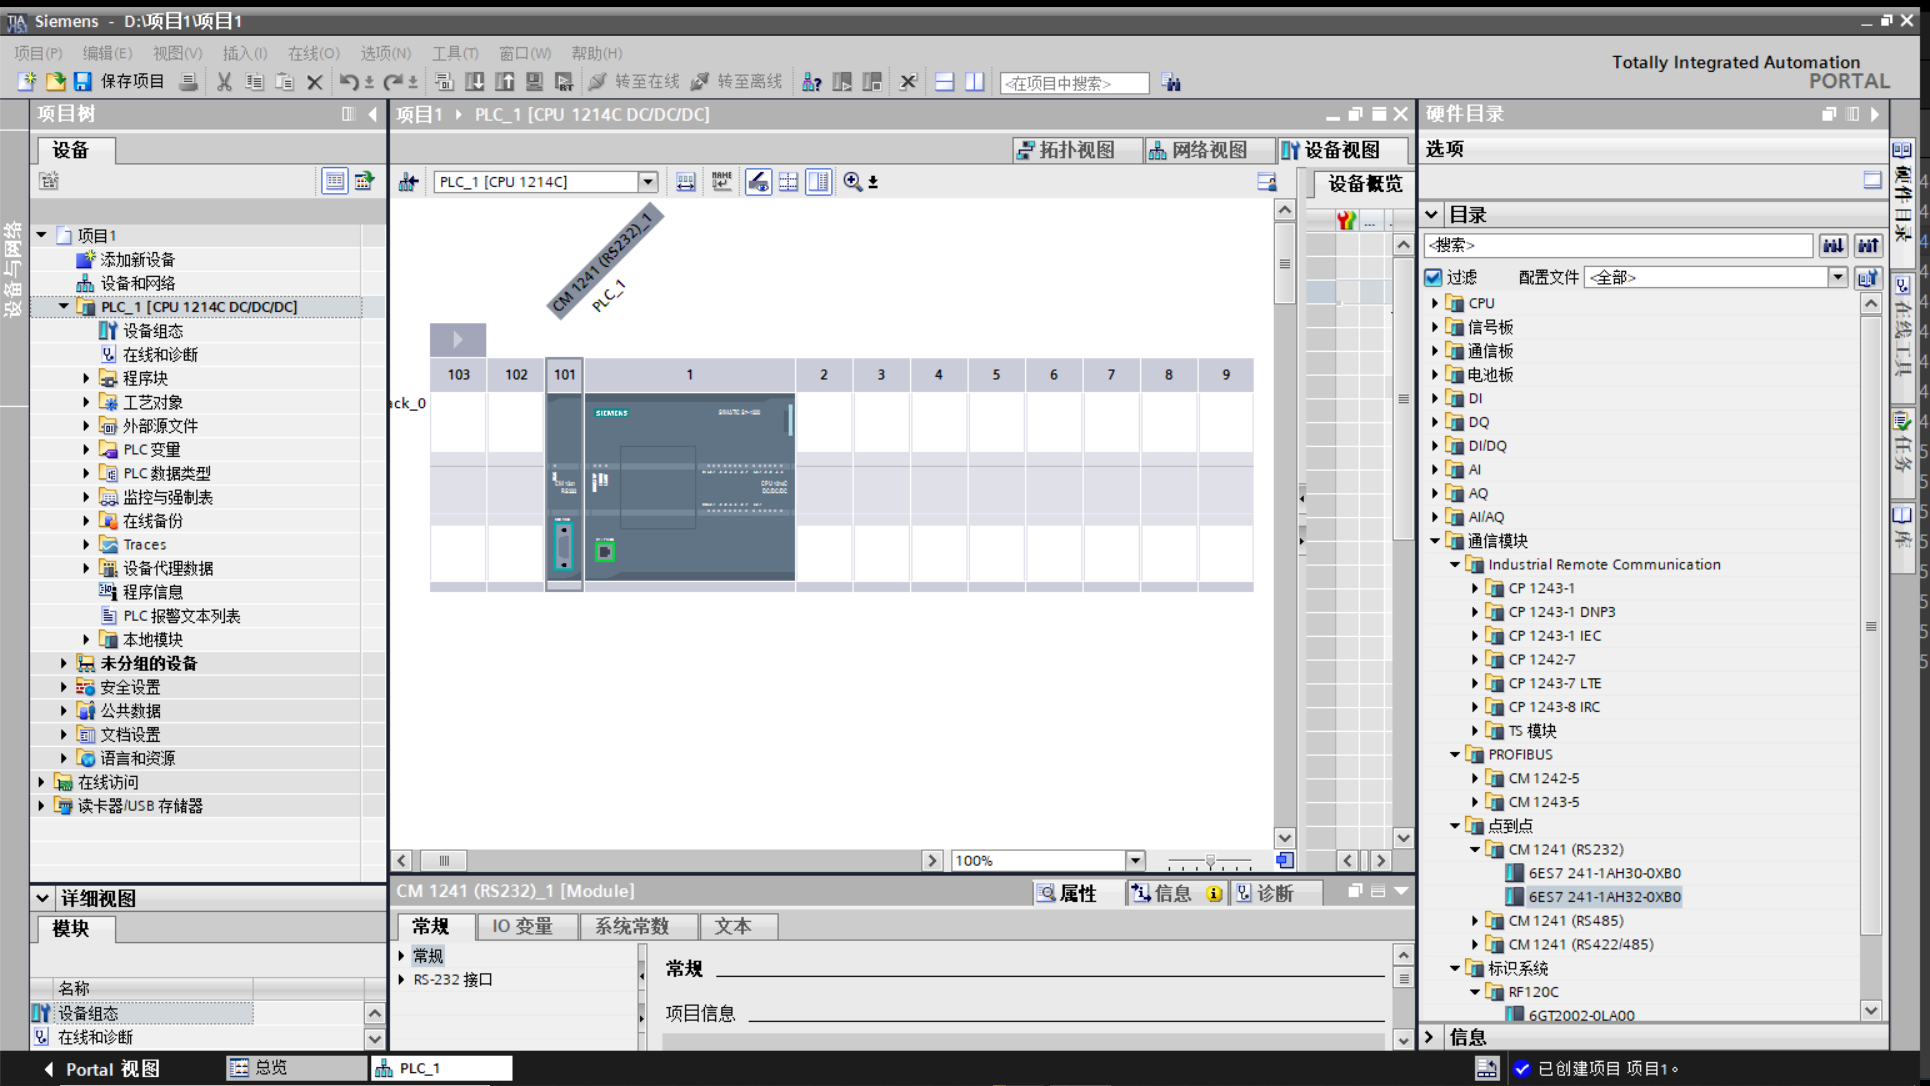 Siemens - D:\项目1\项目1
项目(P) 编辑(E) 视图(V) 插入(I) 在线(O) 选项(N) 工具(T) 窗口(W) 帮助(H)
Totally Integrated Automation
PORTAL
保存项目 转至在线 转至离线 <在项目中搜索>
项目树
设备
设备与网络
项目1
添加新设备
设备和网络
PLC_1 [CPU 1214C DC/DC/DC]
设备组态
在线和诊断
程序块
工艺对象
外部源文件
PLC 变量
PLC 数据类型
监控与强制表
在线备份
Traces
设备代理数据
程序信息
PLC 报警文本列表
本地模块
未分组的设备
安全设置
公共数据
文档设置
语言和资源
在线访问
读卡器/USB 存储器
详细视图
模块
名称
设备组态
在线和诊断
项目1 PLC_1 [CPU 1214C DC/DC/DC]
拓扑视图 网络视图 设备视图
PLC_1 [CPU 1214C]
设备概览
... .
CM 1241 (RS232)_1
PLC_1
103 102 101 1 2 3 4 5 6 7 8 9
ack_0
SIEMENS
100%
CM 1241 (RS232)_1 [Module]
属性 信息 诊断
常规 IO 变量 系统常数 文本
常规
RS-232 接口
常规
项目信息
硬件目录
选项
目录
<搜索>
过滤 配置文件 <全部>
CPU
信号板
通信板
电池板
DI
DQ
DI/DQ
AI
AQ
AI/AQ
通信模块
Industrial Remote Communication
CP 1243-1
CP 1243-1 DNP3
CP 1243-1 IEC
CP 1242-7
CP 1243-7 LTE
CP 1243-8 IRC
TS 模块
PROFIBUS
CM 1242-5
CM 1243-5
点到点
CM 1241 (RS232)
6ES7 241-1AH30-0XB0
6ES7 241-1AH32-0XB0
CM 1241 (RS485)
CM 1241 (RS422/485)
标识系统
RF120C
6GT2002-0LA00
信息
硬件目录
在线工具
任务
库
Portal 视图 总览 PLC_1
已创建项目 项目1。